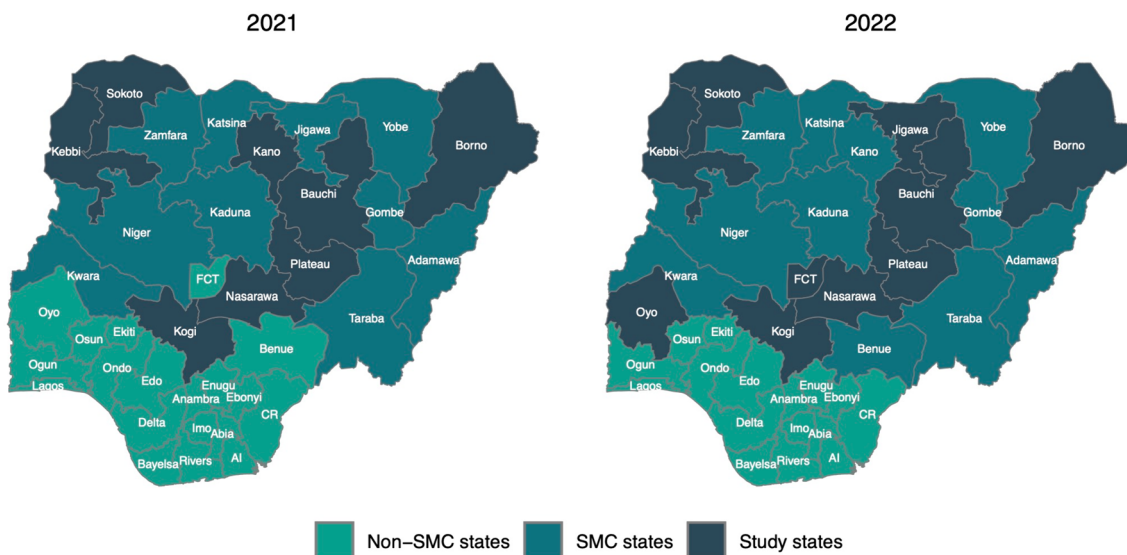 2021
Sokoto
Katsina
Jigawa
Yobe
Zamfara
Kebbi
Kano
Borno
Bauchi
Kaduna
Gombe
Niger
Adamawa
Plateau
Kwara
FCT
Nasarawa
Oyo
Kogi
Taraba
Ekiti
Osun
Benue
Ogun
Ondo
Edo
Enugu
Lagos
Anambra
Ebonyi
CR
Delta
Imo
Abia
Bayelsa
Rivers
AI
2022
Sokoto
Katsina
Jigawa
Yobe
Zamfara
Kebbi
Kano
Borno
Bauchi
Kaduna
Gombe
Niger
Adamawa
Plateau
Kwara
FCT
Nasarawa
Oyo
Kogi
Taraba
Ekiti
Osun
Benue
Ogun
Ondo
Edo
Enugu
Lagos
Anambra
Ebonyi
CR
Delta
Imo
Abia
Bayelsa
Rivers
AI
Non–SMC states
SMC states
Study states